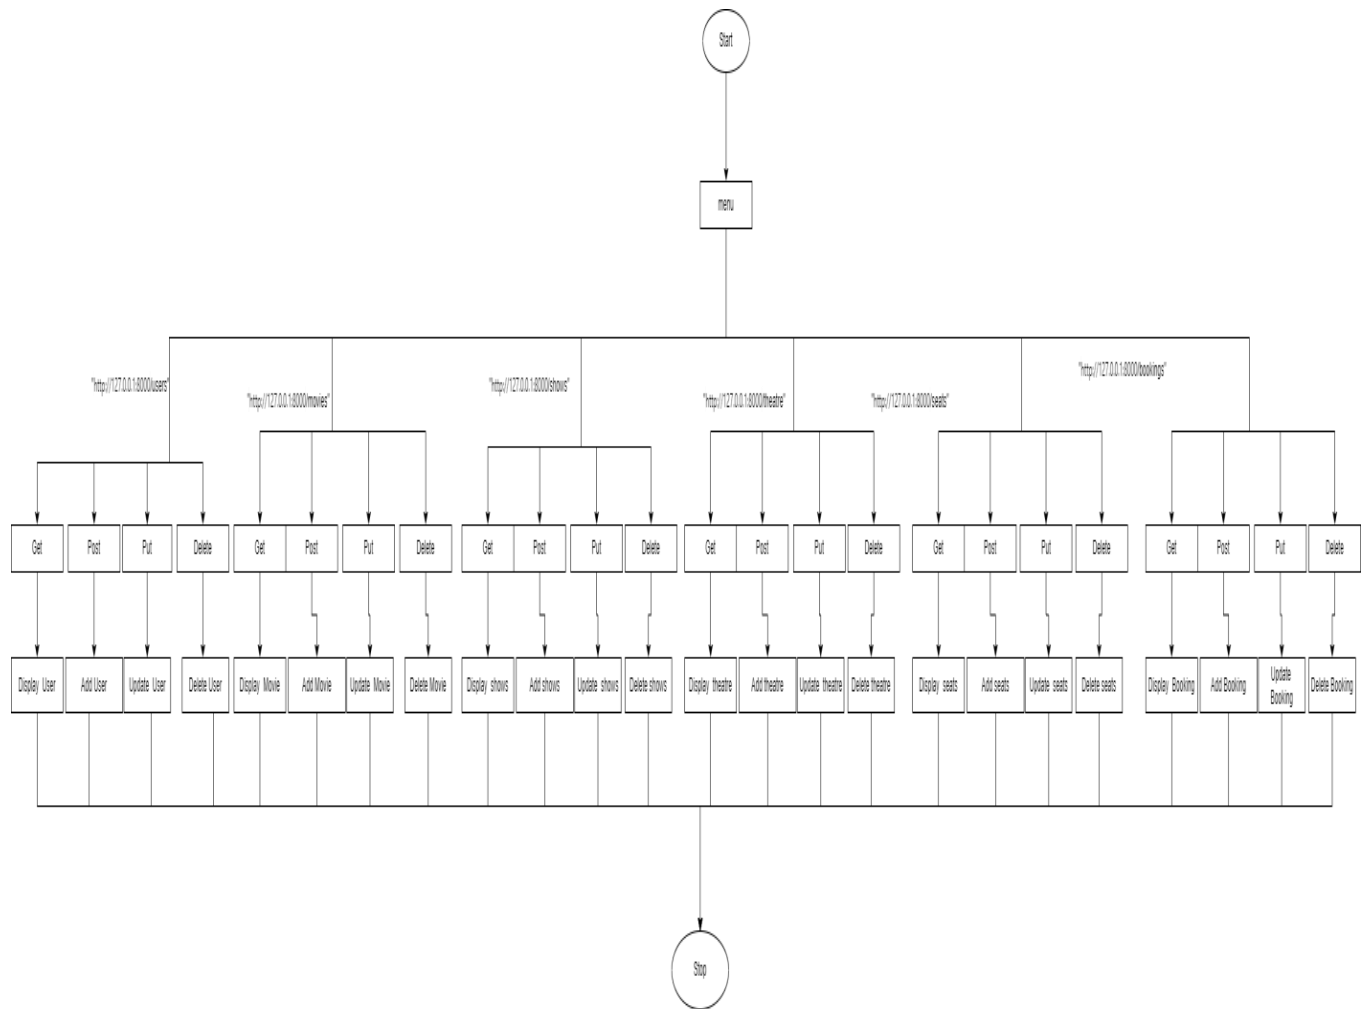 Start
menu
"http://127.0.0.1:8000/users"
"http://127.0.0.1:8000/movies"
"http://127.0.0.1:8000/shows"
"http://127.0.0.1:8000/theatre"
"http://127.0.0.1:8000/seats"
"http://127.0.0.1:8000/bookings"
Get
Post
Put
Delete
Get
Post
Put
Delete
Get
Post
Put
Delete
Get
Post
Put
Delete
Get
Post
Put
Delete
Get
Post
Put
Delete
Display User
Add User
Update User
Delete User
Display Movie
Add Movie
Update Movie
Delete Movie
Display shows
Add shows
Update shows
Delete shows
Display theatre
Add theatre
Update theatre
Delete theatre
Display seats
Add seats
Update seats
Delete seats
Display Booking
Add Booking
Update
Booking
Delete Booking
Stop